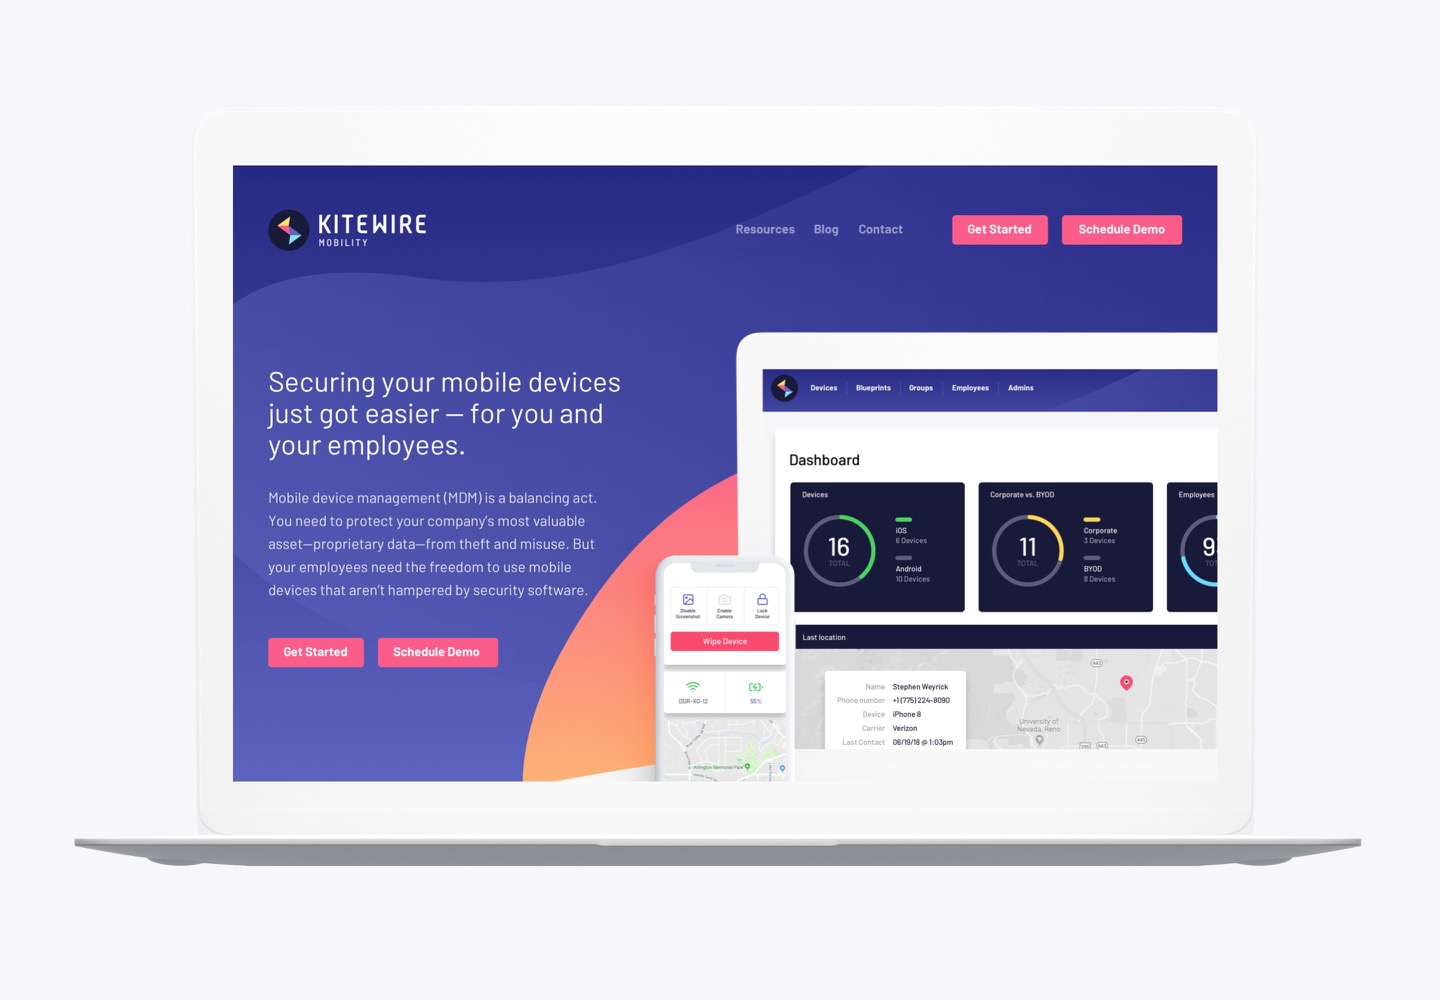 KITEWIRE
MOBILITY
Resources
Blog
Contact
Get Started
Schedule Demo
Securing your mobile devices
just got easier — for you and
your employees.
Mobile device management (MDM) is a balancing act.
You need to protect your company's most valuable
asset—proprietary data—from theft and misuse. But
your employees need the freedom to use mobile
devices that aren't hampered by security software.
Get Started
Schedule Demo
Devices
Blueprints
Groups
Employees
Admins
Dashboard
Devices
16
TOTAL
iOS
6 Devices
Android
10 Devices
Corporate vs. BYOD
11
TOTAL
Corporate
3 Devices
BYOD
8 Devices
Employees
9
Last location
Name Stephen Weyrick
Phone number +1 (775) 224-8090
Device iPhone 8
Carrier Verizon
Last Contact 06/19/18 @ 1:03pm
University of
Nevada, Reno
443
445
Disable
Screenshot
Enable
Camera
Lock
Device
Wipe Device
DDR-XD-12
55%
Arlington Memorial Park